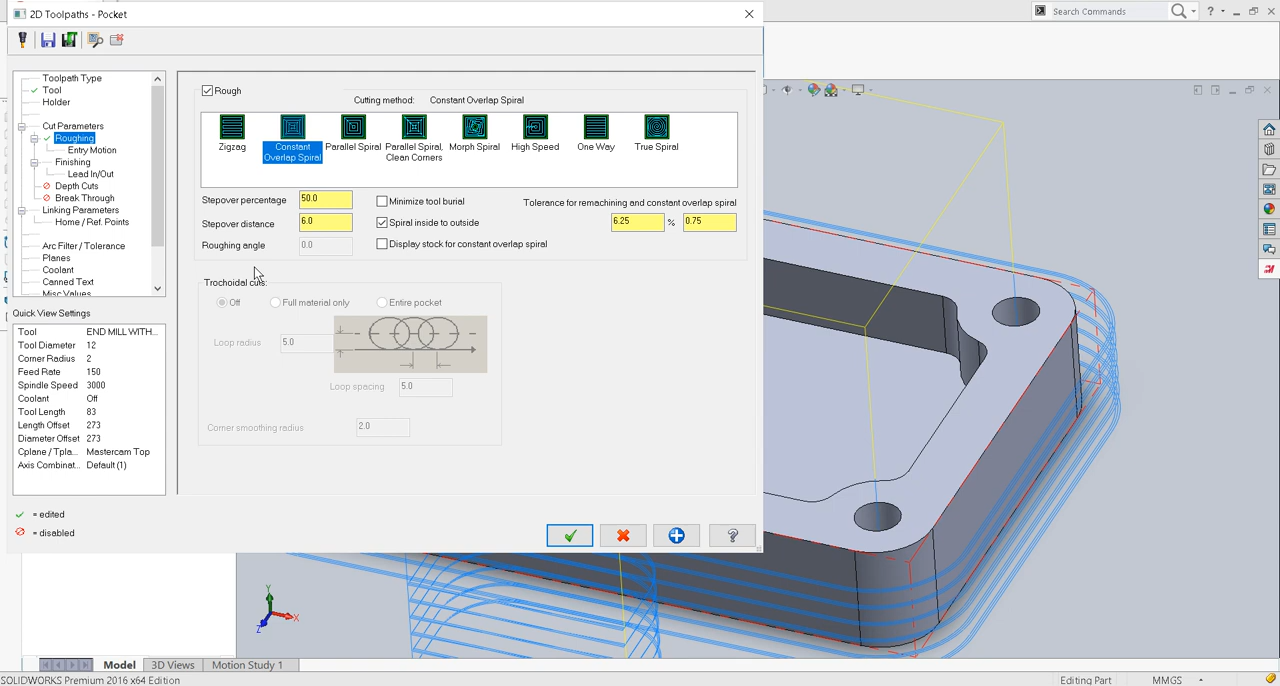 2D Toolpaths - Pocket
Search Commands
?
Toolpath Type
Tool
Holder
Cut Parameters
Roughing
Entry Motion
Finishing
Lead In/Out
Depth Cuts
Break Through
Linking Parameters
Home / Ref. Points
Arc Filter / Tolerance
Planes
Coolant
Canned Text
Misc Values
Rough
Cutting method: Constant Overlap Spiral
Zigzag
Constant Overlap Spiral
Parallel Spiral
Parallel Spiral, Clean Corners
Morph Spiral
High Speed
One Way
True Spiral
Stepover percentage 50.0
Minimize tool burial
Tolerance for remachining and constant overlap spiral
Stepover distance 6.0
Spiral inside to outside
6.25 % 0.75
Roughing angle 0.0
Display stock for constant overlap spiral
Trochoidal cuts:
Off
Full material only
Entire pocket
Loop radius 5.0
Loop spacing 5.0
Corner smoothing radius 2.0
Quick View Settings
Tool END MILL WITH...
Tool Diameter 12
Corner Radius 2
Feed Rate 150
Spindle Speed 3000
Coolant Off
Tool Length 83
Length Offset 273
Diameter Offset 273
Cplane / Tpla... Mastercam Top
Axis Combinat... Default (1)
= edited
= disabled
?
Y
X
Z
Model 3D Views Motion Study 1
SOLIDWORKS Premium 2016 x64 Edition
Editing Part
MMGS